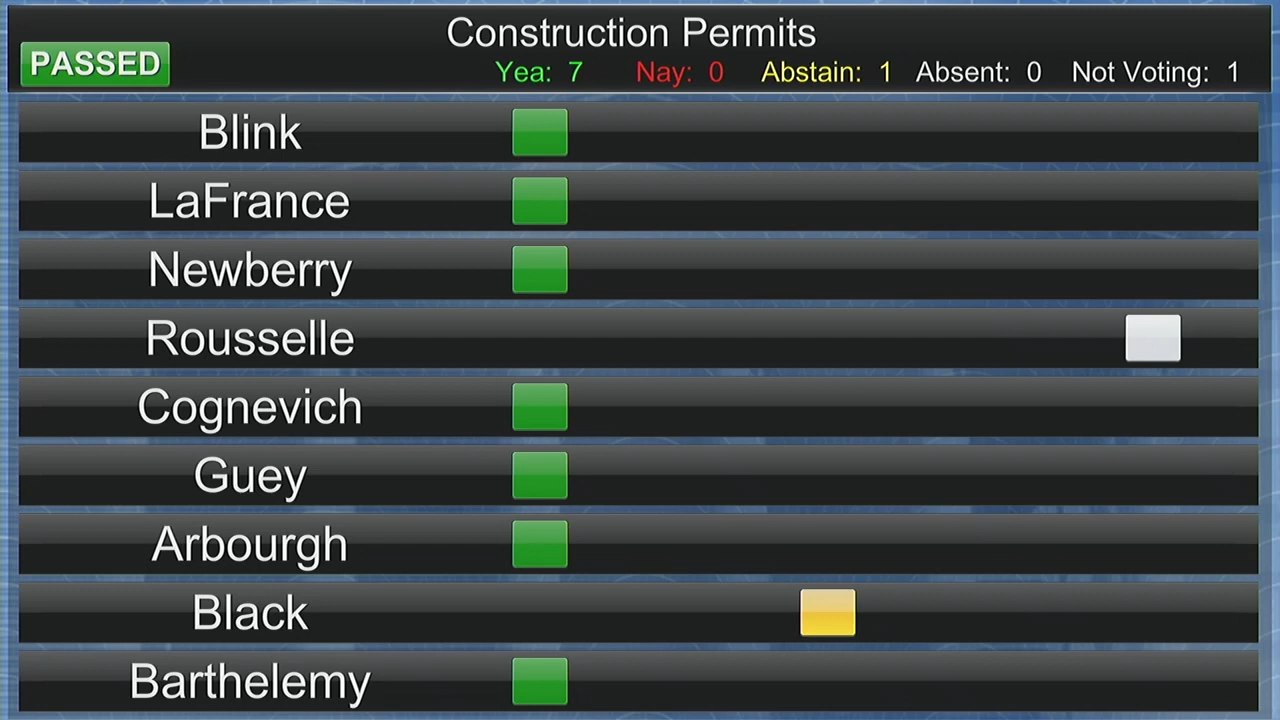 Construction Permits
PASSED
Yea: 7 Nay: 0 Abstain: 1 Absent: 0 Not Voting: 1
Blink
LaFrance
Newberry
Rousselle
Cognevich
Guey
Arbourgh
Black
Barthelemy